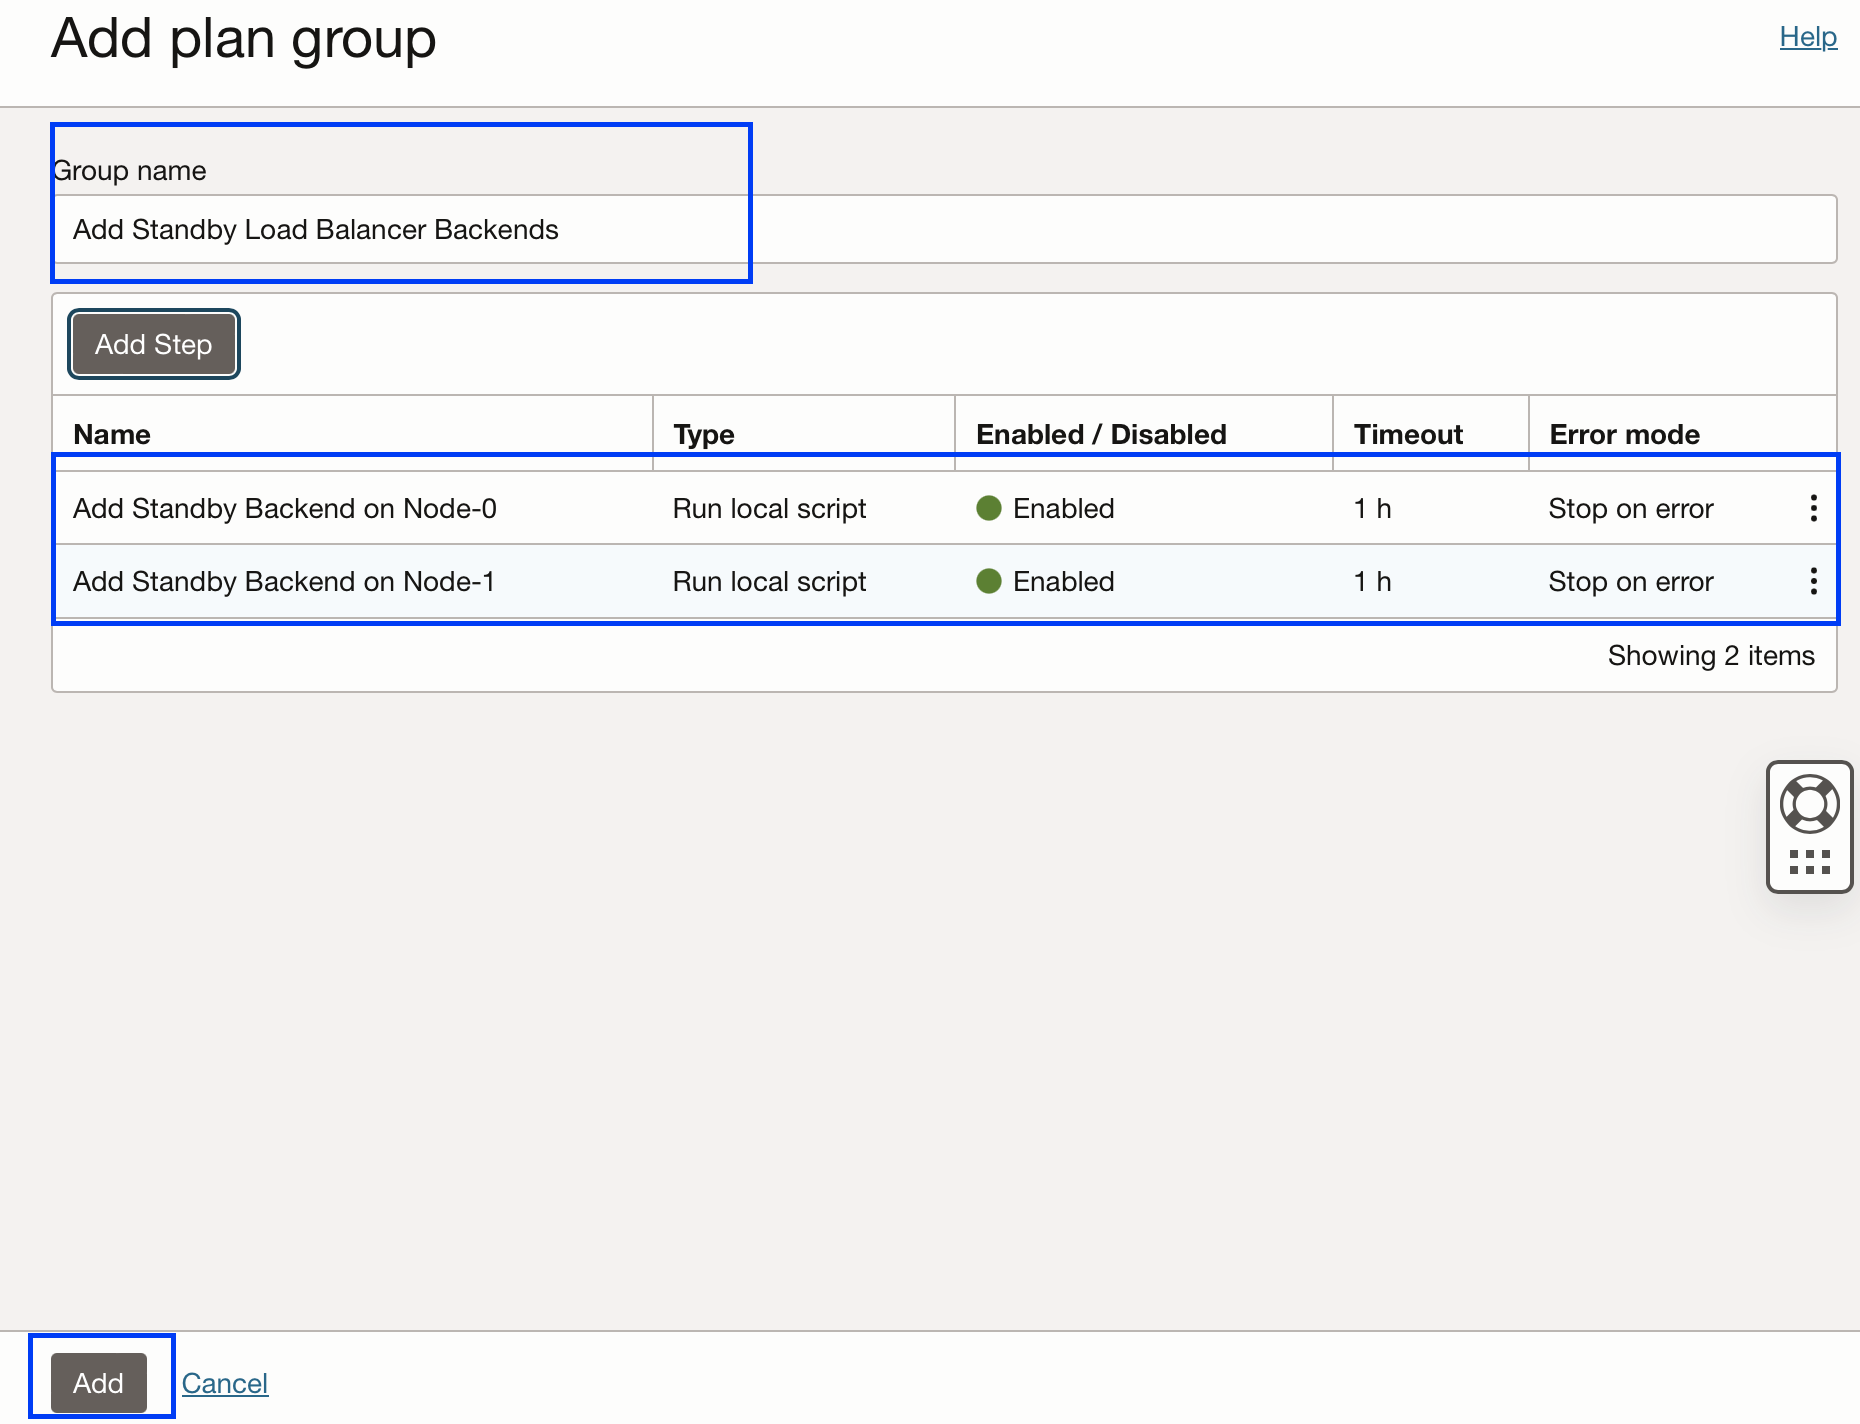 Add plan group
Help
Group name
Add Standby Load Balancer Backends
Add Step
Name Type Enabled / Disabled Timeout Error mode
Add Standby Backend on Node-0 Run local script Enabled 1 h Stop on error
Add Standby Backend on Node-1 Run local script Enabled 1 h Stop on error
Showing 2 items
Add Cancel